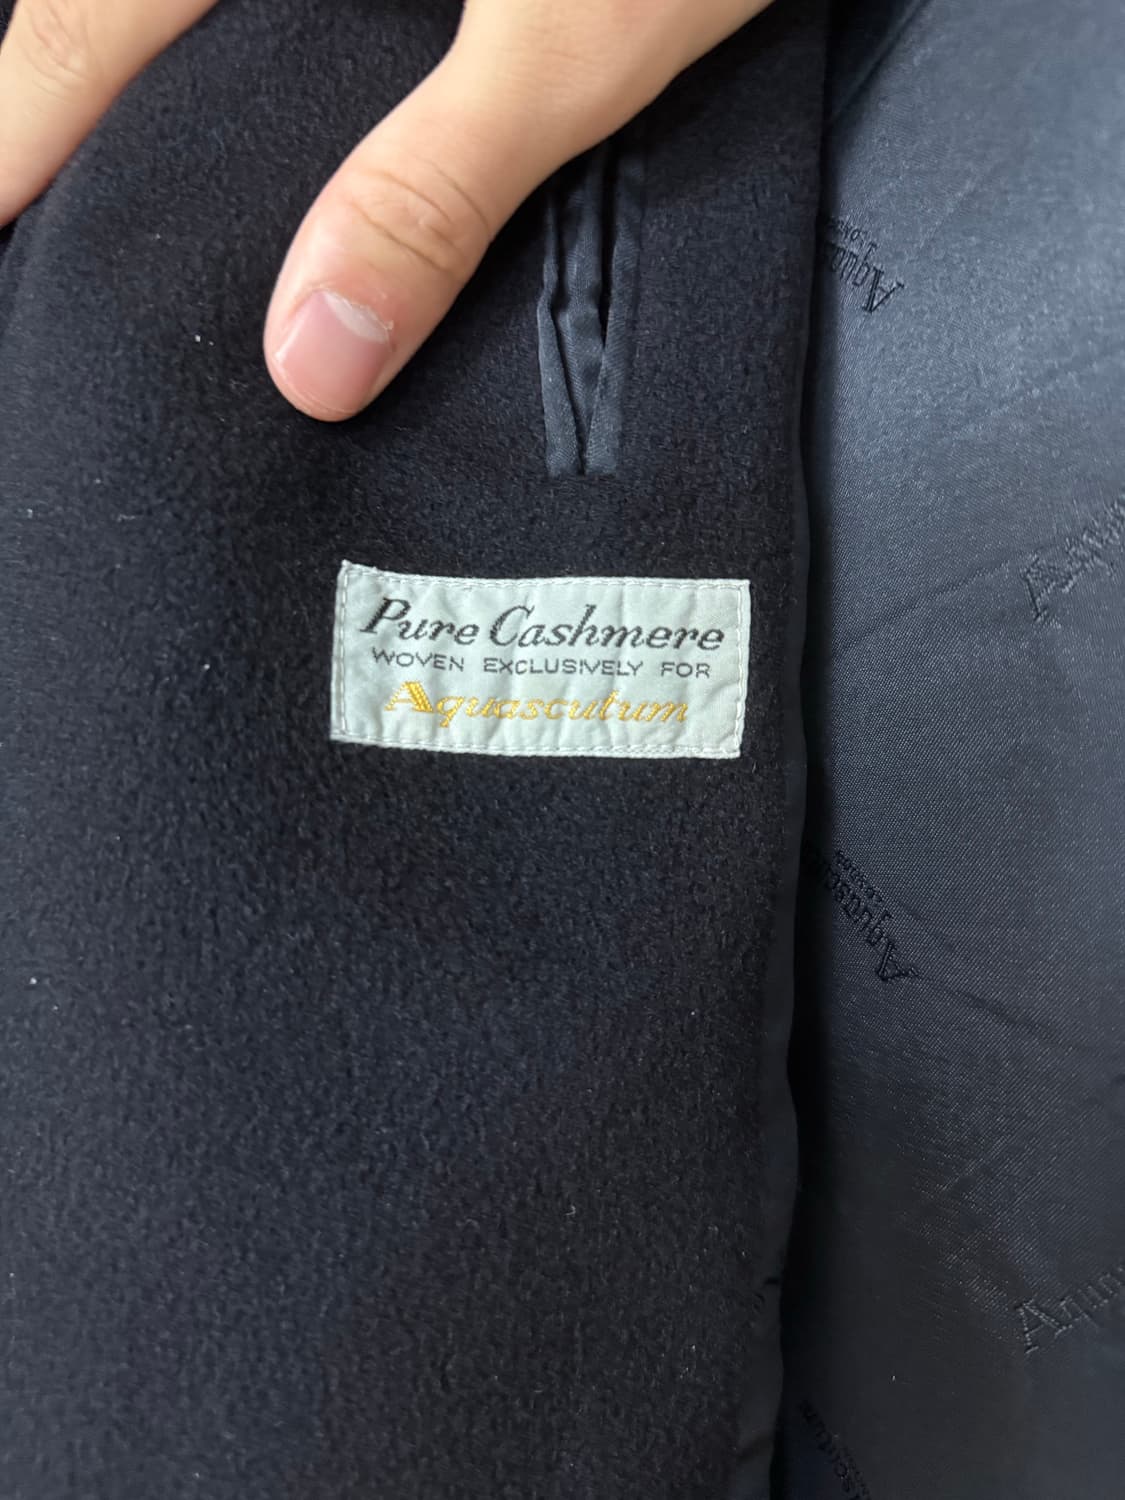 Pure Cashmere
WOVEN EXCLUSIVELY FOR
Aquascutum